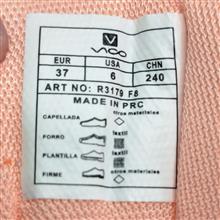 VICO
EUR USA CHN
37 6 240
ART NO: R3179 F8
MADE IN PRC
CAPELLADA otros materiales
FORRO textil
PLANTILLA textil
FIRME otros materiales